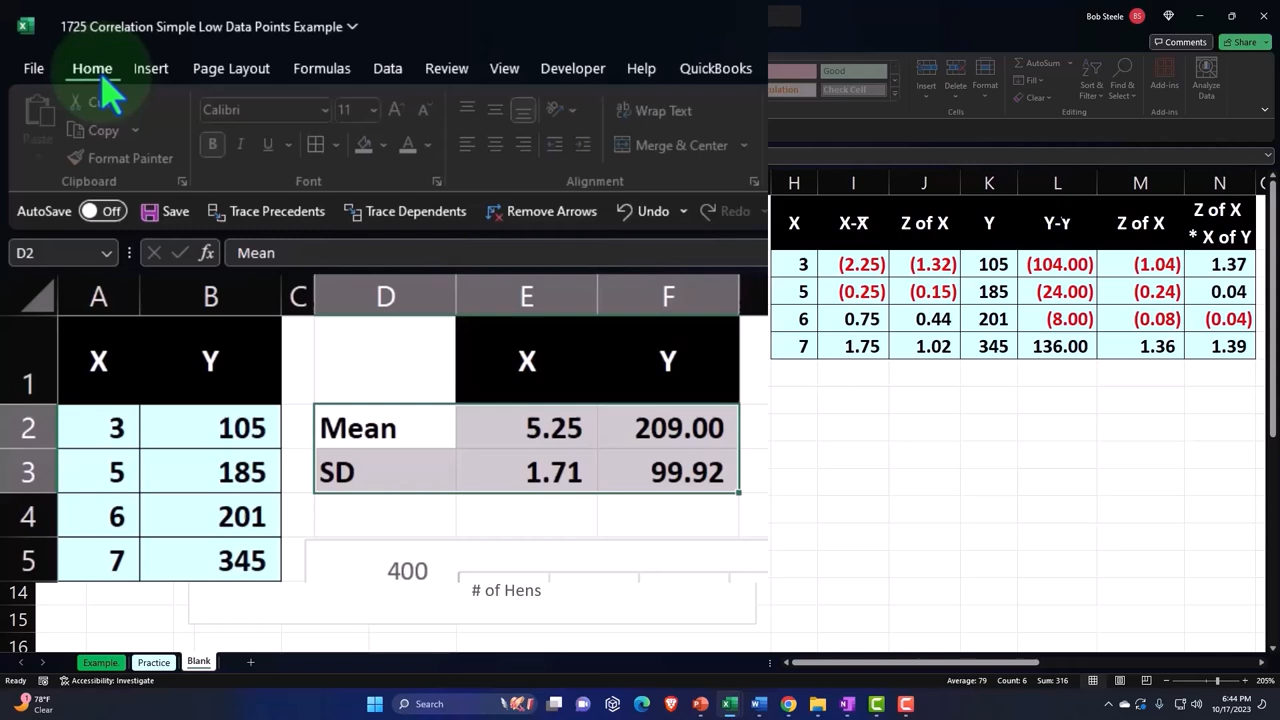 1725 Correlation Simple Low Data Points Example
Bob Steele BS
File Home Insert Page Layout Formulas Data Review View Developer Help QuickBooks
Comments Share
Calibri 11
Wrap Text
Paste
Copy
Format Painter
B I U
Merge & Center
Clipboard Font Alignment
Good
Check Cell
Insert Delete Format
AutoSum
Fill
Clear
Sort & Filter
Find & Select
Add-ins
Analyze Data
Cells Editing Add-ins
AutoSave Off Save Trace Precedents Trace Dependents Remove Arrows Undo Redo
D2 fx Mean
A B C D E F
H I J K L M N
1 X Y X Y
2 3 105 Mean 5.25 209.00
3 5 185 SD 1.71 99.92
4 6 201
5 7 345
400
# of Hens
14
15
16
X X-X̅ Z of X Y Y-Y̅ Z of X Z of X
* X of Y
3 (2.25) (1.32) 105 (104.00) (1.04) 1.37
5 (0.25) (0.15) 185 (24.00) (0.24) 0.04
6 0.75 0.44 201 (8.00) (0.08) (0.04)
7 1.75 1.02 345 136.00 1.36 1.39
Example Practice Blank
Ready Accessibility: Investigate Average: 79 Count: 6 Sum: 316 205%
78°F
Clear
Search
6:44 PM
10/17/2023